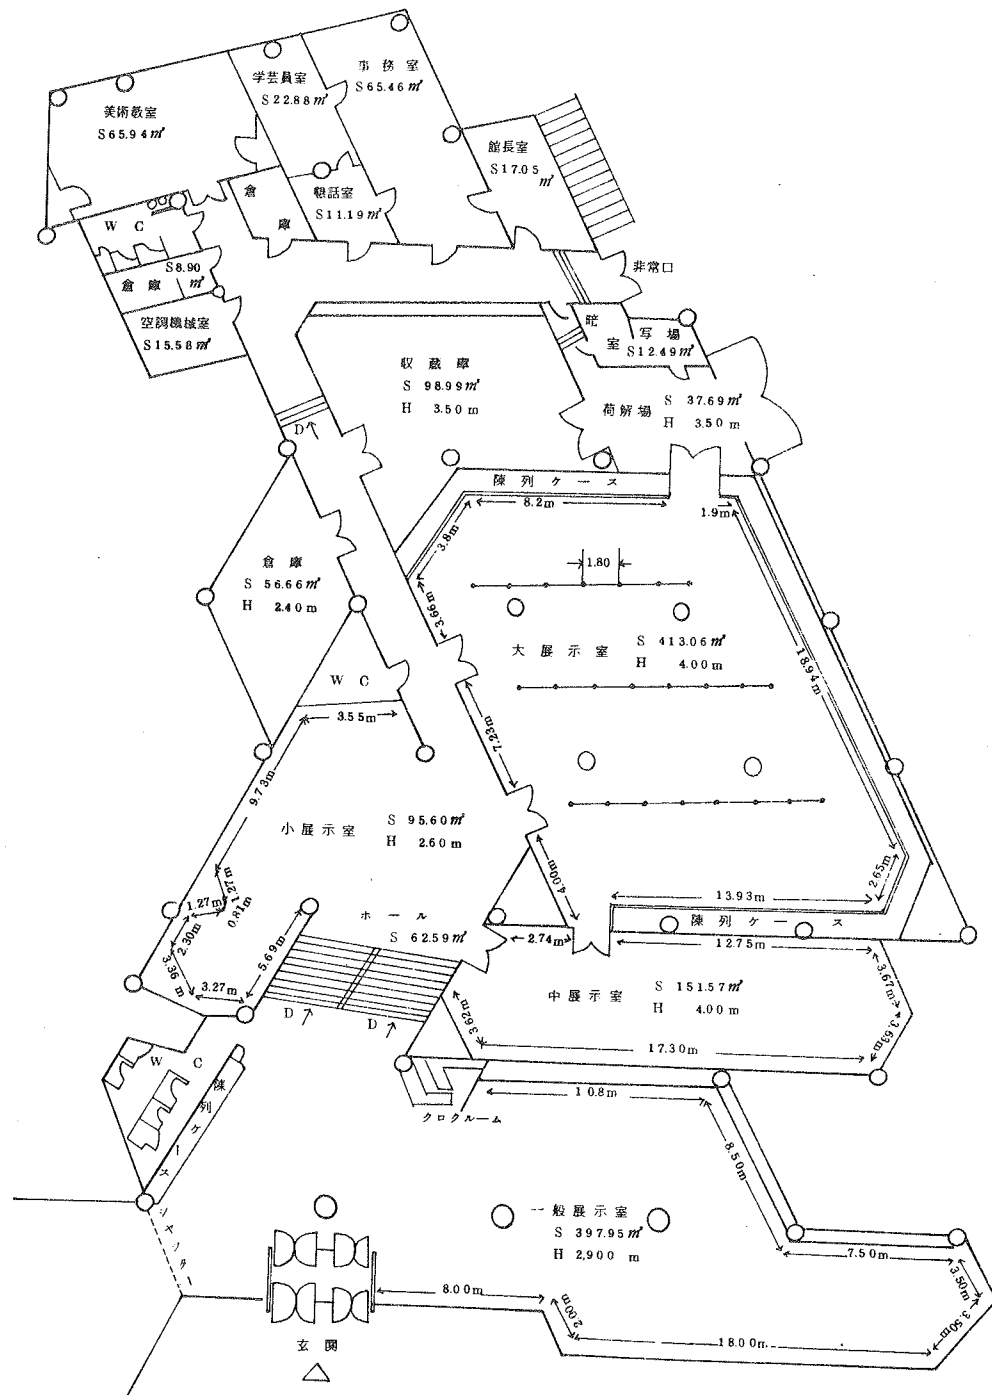 事務室
S65.46㎡
学芸員室
S22.88㎡
美術教室
S65.94㎡
館長室
S17.05㎡
懇話室
S11.19㎡
倉庫
WC
S8.90㎡
倉庫
空調機械室
S15.58㎡
非常口
暗室
写場
S12.49㎡
収蔵庫
S 98.99㎡
H 3.50m
荷解場
S 37.69㎡
H 3.50m
D
陳列ケース
8.2m
1.9m
3.8m
3.66m
1.80
倉庫
S 56.66㎡
H 2.40m
大展示室
S 413.06㎡
H 4.00m
18.94m
WC
3.55m
7.23m
9.73m
小展示室
S 95.60㎡
H 2.60m
4.00m
2.65m
13.93m
陳列ケース
12.75m
1.27m
1.27m
0.81m
2.30m
3.36m
3.27m
5.69m
ホール
S 62.59㎡
2.74m
中展示室
S 151.57㎡
H 4.00m
3.67m
3.63m
3.62m
17.30m
D
D
WC
陳列ケース
クロクルーム
10.8m
8.50m
シヤッター
一般展示室
S 397.95㎡
H 2,900 m
7.50m
3.50m
3.50m
8.00m
2.00m
18.00m
玄関